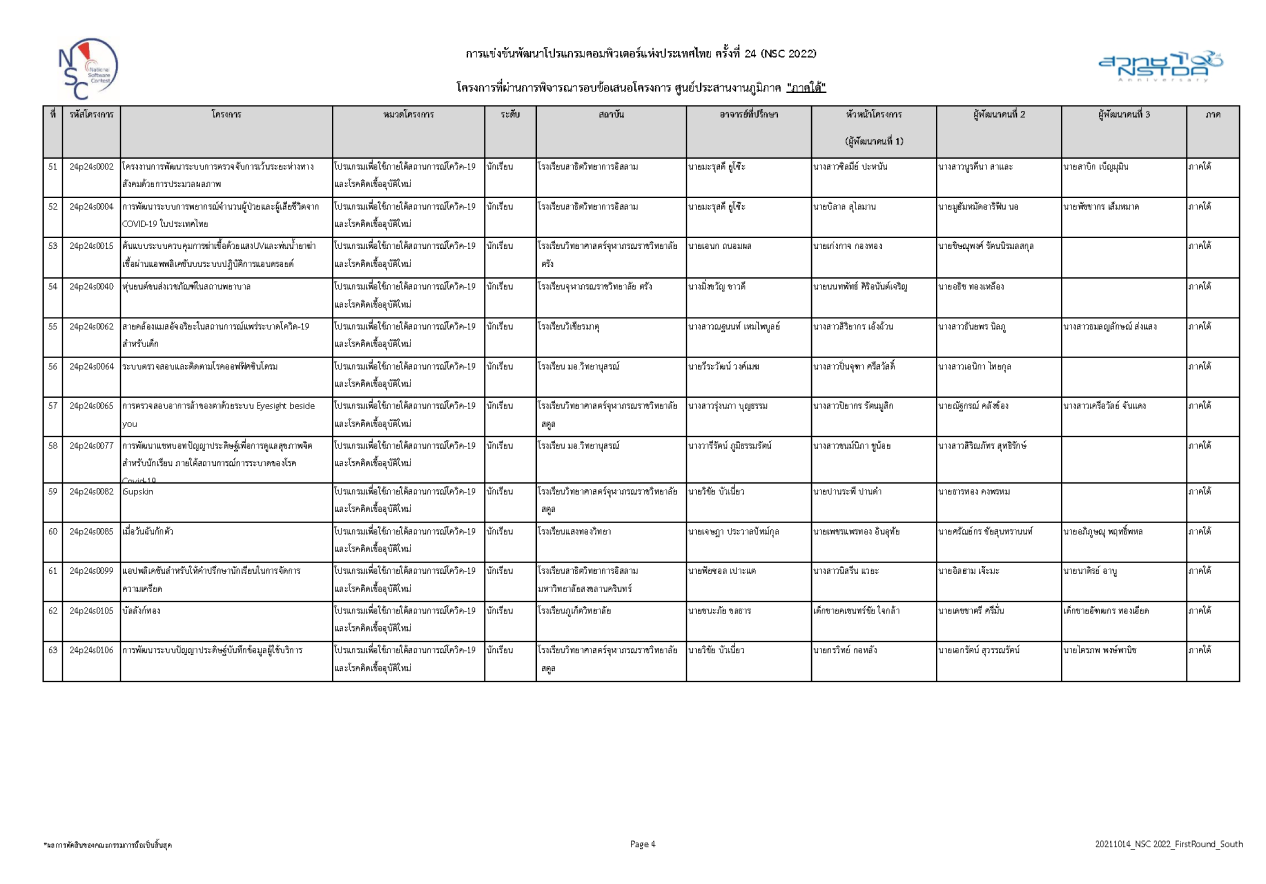 NSC National Software Contest
การแข่งขันพัฒนาโปรแกรมคอมพิวเตอร์แห่งประเทศไทย ครั้งที่ 24 (NSC 2022)
สวทช NSTDA Anniversary
โครงการที่ผ่านการพิจารณารอบข้อเสนอโครงการ ศูนย์ประสานงานภูมิภาค "ภาคใต้"
ที่ รหัสโครงการ โครงการ หมวดโครงการ ระดับ สถาบัน อาจารย์ที่ปรึกษา หัวหน้าโครงการ ผู้พัฒนาคนที่ 2 ผู้พัฒนาคนที่ 3 ภาค
(ผู้พัฒนาคนที่ 1)
51 24p24s0002 โครงงานการพัฒนาระบบการตรวจจับการเว้นระยะห่างทาง โปรแกรมเพื่อใช้ภายใต้สถานการณ์โควิด-19 นักเรียน โรงเรียนสาธิตวิทยาการอิสลาม นายมะรุสดี ยูโซ๊ะ นางสาวซิลมีย์ ปะหนัน นางสาวนูรดีนา สาและ นายสาบิก เบ็ญมุมิน ภาคใต้
สังคมด้วยการประมวลผลภาพ และโรคติดเชื้ออุบัติใหม่
52 24p24s0004 การพัฒนาระบบการพยากรณ์จำนวนผู้ป่วยและผู้เสียชีวิตจาก โปรแกรมเพื่อใช้ภายใต้สถานการณ์โควิด-19 นักเรียน โรงเรียนสาธิตวิทยาการอิสลาม นายมะรุสดี ยูโซ๊ะ นายบิลาล สุไลมาน นายมูฮัมหมัดอาริฟีน นอ นายพัชชากร เส็มหมาด ภาคใต้
COVID-19 ในประเทศไทย และโรคติดเชื้ออุบัติใหม่
53 24p24s0015 ต้นแบบระบบควบคุมการฆ่าเชื้อด้วยแสงUVและพ่นน้ำยาฆ่า โปรแกรมเพื่อใช้ภายใต้สถานการณ์โควิด-19 นักเรียน โรงเรียนวิทยาศาสตร์จุฬาภรณราชวิทยาลัย นายเอนก ถนอมผล นายเก่งกาจ กองทอง นายชิษณุพงศ์ รัตนนิรมลสกุล ภาคใต้
เชื้อผ่านแอพพลิเคชันบนระบบปฏิบัติการแอนดรอยด์ และโรคติดเชื้ออุบัติใหม่ ตรัง
54 24p24s0040 หุ่นยนต์ขนส่งเวชภัณฑ์ในสถานพยาบาล โปรแกรมเพื่อใช้ภายใต้สถานการณ์โควิด-19 นักเรียน โรงเรียนจุฬาภรณราชวิทยาลัย ตรัง นางมิ่งขวัญ ขาวดี นายนนทพัทธ์ ศิริอนันต์เจริญ นายอธิช ทองเหลือง ภาคใต้
และโรคติดเชื้ออุบัติใหม่
55 24p24s0062 สายคล้องแมสอัจฉริยะในสถานการณ์แพร่ระบาดโควิด-19 โปรแกรมเพื่อใช้ภายใต้สถานการณ์โควิด-19 นักเรียน โรงเรียนวิเชียรมาตุ นางสาวณฐนนท์ เหมไพบูลย์ นางสาวสิริยากร เอ้งถ้วน นางสาวธันยพร นิลภู นางสาวธมลญลักษณ์ ส่งแสง ภาคใต้
สำหรับเด็ก และโรคติดเชื้ออุบัติใหม่
56 24p24s0064 ระบบตรวจสอบและติดตามโรคออฟฟิศซินโดรม โปรแกรมเพื่อใช้ภายใต้สถานการณ์โควิด-19 นักเรียน โรงเรียน มอ.วิทยานุสรณ์ นายวีระวัฒน์ วงศ์เมฆ นางสาวปิ่นจุฑา ศรีสวัสดิ์ นางสาวเอนิกา ไทยกุล ภาคใต้
และโรคติดเชื้ออุบัติใหม่
57 24p24s0065 การตรวจสอบอาการล้าของตาด้วยระบบ Eyesight beside โปรแกรมเพื่อใช้ภายใต้สถานการณ์โควิด-19 นักเรียน โรงเรียนวิทยาศาสตร์จุฬาภรณราชวิทยาลัย นางสาวรุ่งนภา บุญธรรม นางสาวปิยากร รัตนมูสิก นายณัฐกรณ์ คลังข้อง นางสาวเครือวัลย์ จันแดง ภาคใต้
you และโรคติดเชื้ออุบัติใหม่ สตูล
58 24p24s0077 การพัฒนาแชทบอทปัญญาประดิษฐ์เพื่อการดูแลสุขภาพจิต โปรแกรมเพื่อใช้ภายใต้สถานการณ์โควิด-19 นักเรียน โรงเรียน มอ.วิทยานุสรณ์ นางวารีรัตน์ ภูมิธรรมรัตน์ นางสาวชนม์นิภา ชูน้อย นางสาวสิริณภัทร สุทธิรักษ์ ภาคใต้
สำหรับนักเรียน ภายใต้สถานการณ์การระบาดของโรค และโรคติดเชื้ออุบัติใหม่
Covid-19
59 24p24s0082 Gupskin โปรแกรมเพื่อใช้ภายใต้สถานการณ์โควิด-19 นักเรียน โรงเรียนวิทยาศาสตร์จุฬาภรณราชวิทยาลัย นายวิชัย บัวเนี่ยว นายปานระพี ปานดำ นายธารทอง คงพรหม ภาคใต้
และโรคติดเชื้ออุบัติใหม่ สตูล
60 24p24s0085 เมื่อวันฉันกักตัว โปรแกรมเพื่อใช้ภายใต้สถานการณ์โควิด-19 นักเรียน โรงเรียนแสงทองวิทยา นายเจษฎา ประวาลปัทม์กุล นายเพชรแพรทอง อินอุทัย นายศรัณย์กร ชัยสุนทรานนท์ นายอภิภูษณุ พฤทธิ์พหล ภาคใต้
และโรคติดเชื้ออุบัติใหม่
61 24p24s0099 แอปพลิเคชันสำหรับให้คำปรึกษานักเรียนในการจัดการ โปรแกรมเพื่อใช้ภายใต้สถานการณ์โควิด-19 นักเรียน โรงเรียนสาธิตวิทยาการอิสลาม นายฟัยซอล เปาะแต นางสาวนิสรีน แวยะ นายอิลฮาม เจ๊ะมะ นายนาดิรย์ อาบู ภาคใต้
ความเครียด และโรคติดเชื้ออุบัติใหม่ มหาวิทยาลัยสงขลานครินทร์
62 24p24s0105 บัลลังก์ทอง โปรแกรมเพื่อใช้ภายใต้สถานการณ์โควิด-19 นักเรียน โรงเรียนภูเก็ตวิทยาลัย นายชนะภัย ชลธาร เด็กชายคเชนทร์ชัย ใจกล้า นายเดชชาตรี ศรีมั่น เด็กชายอัฑฒกร ทองเอียด ภาคใต้
และโรคติดเชื้ออุบัติใหม่
63 24p24s0106 การพัฒนาระบบปัญญาประดิษฐ์บันทึกข้อมูลผู้ใช้บริการ โปรแกรมเพื่อใช้ภายใต้สถานการณ์โควิด-19 นักเรียน โรงเรียนวิทยาศาสตร์จุฬาภรณราชวิทยาลัย นายวิชัย บัวเนี่ยว นายกรวิทย์ กอหลัง นายเอกรัตน์ สุวรรณรัตน์ นายไตรภพ พงษ์พานิช ภาคใต้
และโรคติดเชื้ออุบัติใหม่ สตูล
*ผลการตัดสินของคณะกรรมการถือเป็นสิ้นสุด Page 4 20211014_NSC 2022_FirstRound_South